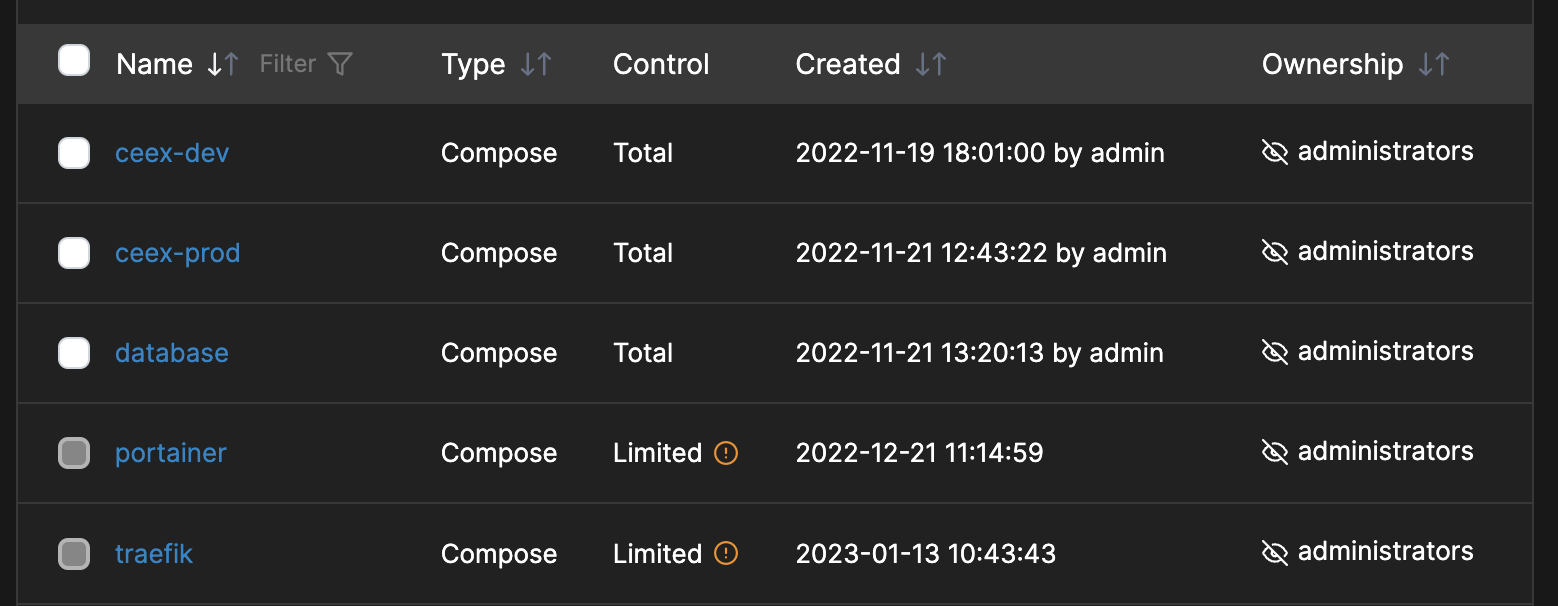 Name Filter Type Control Created Ownership
ceex-dev Compose Total 2022-11-19 18:01:00 by admin administrators
ceex-prod Compose Total 2022-11-21 12:43:22 by admin administrators
database Compose Total 2022-11-21 13:20:13 by admin administrators
portainer Compose Limited 2022-12-21 11:14:59 administrators
traefik Compose Limited 2023-01-13 10:43:43 administrators